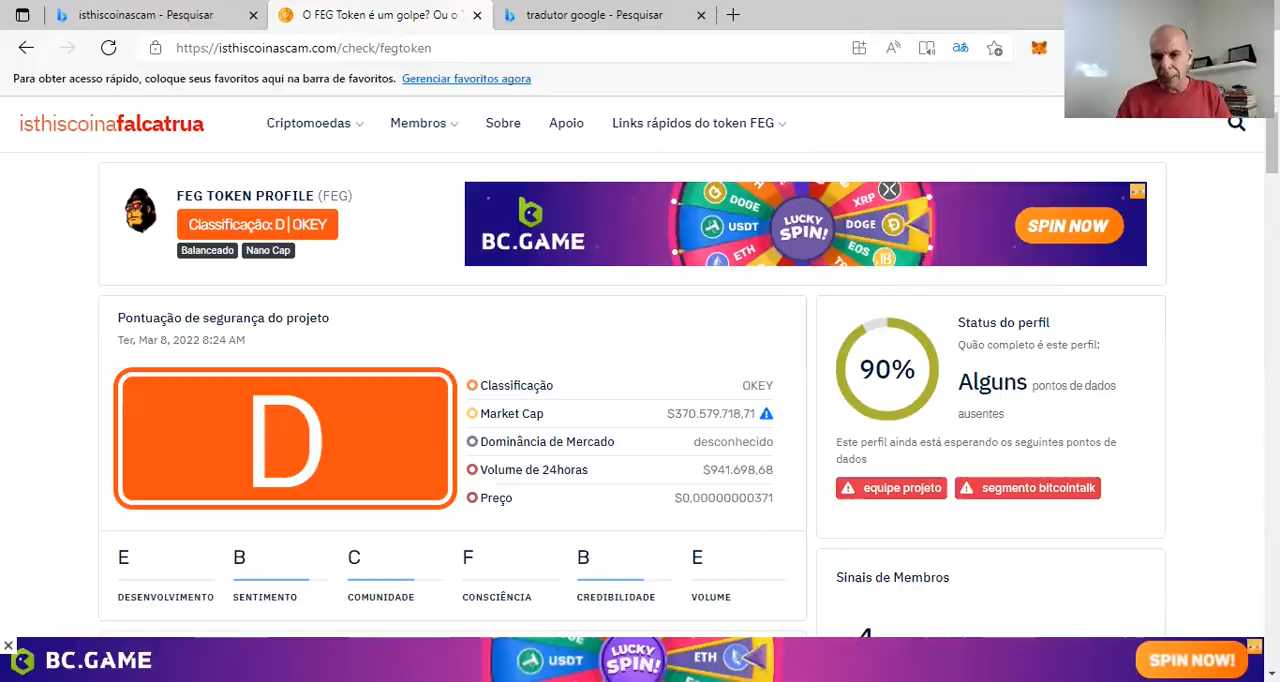 isthiscoinascam - Pesquisar
O FEG Token é um golpe? Ou o
tradutor google - Pesquisar
https://isthiscoinascam.com/check/fegtoken
Para obter acesso rápido, coloque seus favoritos aqui na barra de favoritos. Gerenciar favoritos agora
isthiscoinafalcatrua
Criptomoedas
Membros
Sobre
Apoio
Links rápidos do token FEG
FEG TOKEN PROFILE (FEG)
Classificação: D | OKEY
Balanceado
Nano Cap
BC.GAME
DOGE
USDT
ETH
LUCKY
SPIN!
XRP
DOGE
EOS
SPIN NOW
Pontuação de segurança do projeto
Ter, Mar 8, 2022 8:24 AM
D
Classificação OKEY
Market Cap $370.579.718,71
Dominância de Mercado desconhecido
Volume de 24horas $941.698,68
Preço $0,00000000371
E
DESENVOLVIMENTO
B
SENTIMENTO
C
COMUNIDADE
F
CONSCIÊNCIA
B
CREDIBILIDADE
E
VOLUME
90%
Status do perfil
Quão completo é este perfil:
Alguns pontos de dados
ausentes
Este perfil ainda está esperando os seguintes pontos de
dados
equipe projeto
segmento bitcointalk
Sinais de Membros
BC.GAME
USDT
LUCKY
SPIN!
ETH
SPIN NOW!